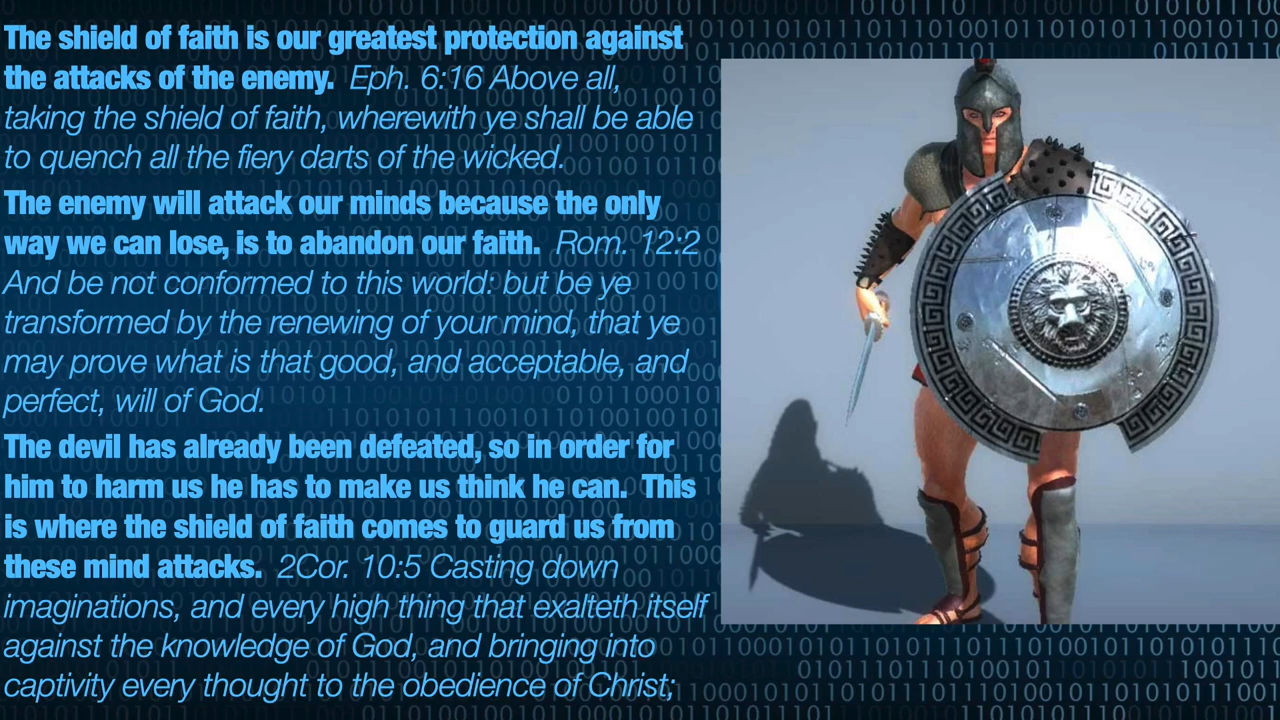 The shield of faith is our greatest protection against
the attacks of the enemy. Eph. 6:16 Above all,
taking the shield of faith, wherewith ye shall be able
to quench all the fiery darts of the wicked.
The enemy will attack our minds because the only
way we can lose, is to abandon our faith. Rom. 12:2
And be not conformed to this world: but be ye
transformed by the renewing of your mind, that ye
may prove what is that good, and acceptable, and
perfect, will of God.
The devil has already been defeated, so in order for
him to harm us he has to make us think he can. This
is where the shield of faith comes to guard us from
these mind attacks. 2Cor. 10:5 Casting down
imaginations, and every high thing that exalteth itself
against the knowledge of God, and bringing into
captivity every thought to the obedience of Christ;